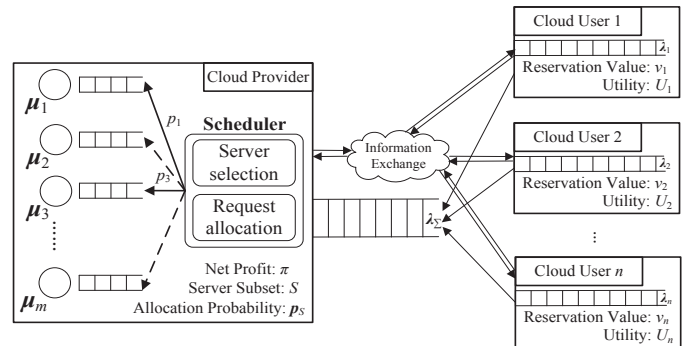 Cloud Provider
μ1
μ2
μ3
......
μm
p1
p3
Scheduler
Server
selection
Request
allocation
Net Profit: π
Server Subset: S
Allocation Probability: pS
Information
Exchange
λΣ
Cloud User 1
λ1
Reservation Value: v1
Utility: U1
Cloud User 2
λ2
Reservation Value: v2
Utility: U2
...
Cloud User n
λn
Reservation Value: vn
Utility: Un